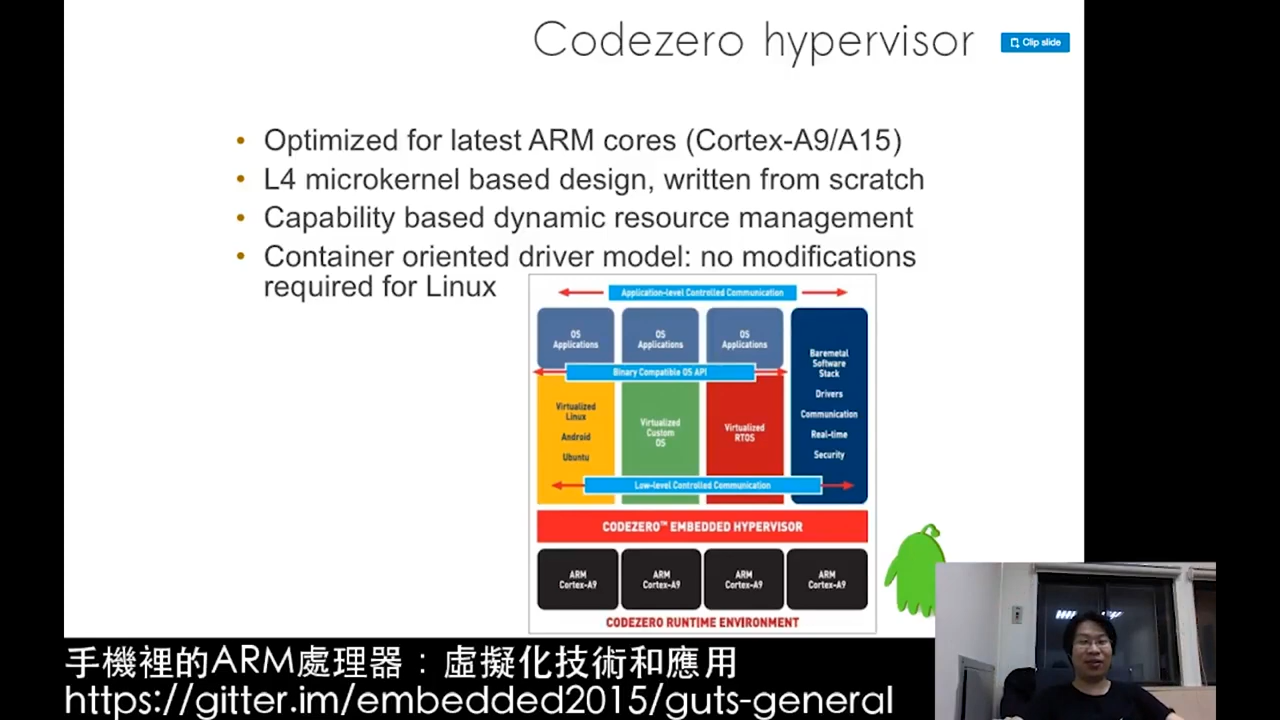 Codezero hypervisor
Clip slide
• Optimized for latest ARM cores (Cortex-A9/A15)
• L4 microkernel based design, written from scratch
• Capability based dynamic resource management
• Container oriented driver model: no modifications
required for Linux
Application-level Controlled Communication
OS
Applications
OS
Applications
OS
Applications
Binary Compatible OS API
Virtualized
Linux
Android
Ubuntu
Virtualized
Custom
OS
Virtualized
RTOS
Baremetal
Software
Stack
Drivers
Communication
Real-time
Security
Low-level Controlled Communication
CODEZERO™ EMBEDDED HYPERVISOR
ARM
Cortex-A9
ARM
Cortex-A9
ARM
Cortex-A9
ARM
Cortex-A9
CODEZERO RUNTIME ENVIRONMENT
手機裡的ARM處理器：虛擬化技術和應用
https://gitter.im/embedded2015/guts-general